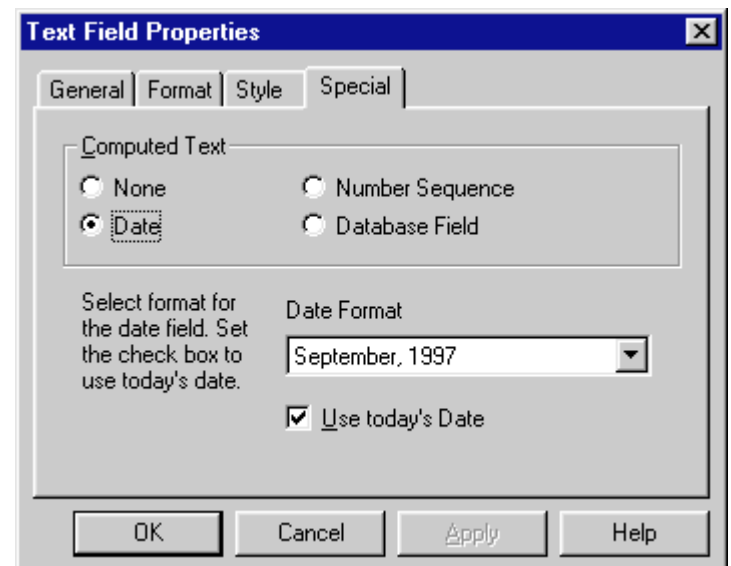 Text Field Properties
General Format Style Special
Computed Text
None Number Sequence
Date Database Field
Select format for
the date field. Set
the check box to
use today's date.
Date Format
September, 1997
Use today's Date
OK Cancel Apply Help